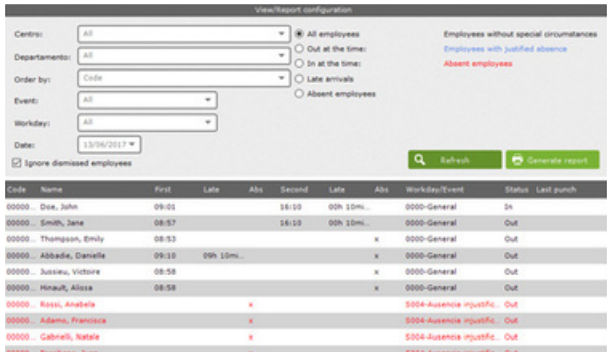 View/Report configuration
Centro: All
Departamento: All
Order by: Code
Event: All
Workday: All
Date: 13/06/2017
Ignore dismissed employees
All employees
Out at the time:
In at the time:
Late arrivals
Absent employees
Employees without special circumstances
Employees with justified absence
Absent employees
Refresh
Generate report
Code Name First Late Abs Second Late Abs Workday/Event Status Last punch
00000... Doe, John 09:01 16:10 00h 10mi... 0000-General In
00000... Smith, Jane 08:57 16:10 00h 10mi... 0000-General Out
00000... Thompson, Emily 08:53 x 0000-General Out
00000... Abbadie, Danielle 09:10 09h 10mi... x 0000-General Out
00000... Jussieu, Victoire 08:58 x 0000-General Out
00000... Hinault, Alissa 08:58 x 0000-General Out
00000... Rossi, Anabela x S004-Ausencia injustific... Out
00000... Adamo, Francisca x S004-Ausencia injustific... Out
00000... Gabrielli, Natale x S004-Ausencia injustific... Out